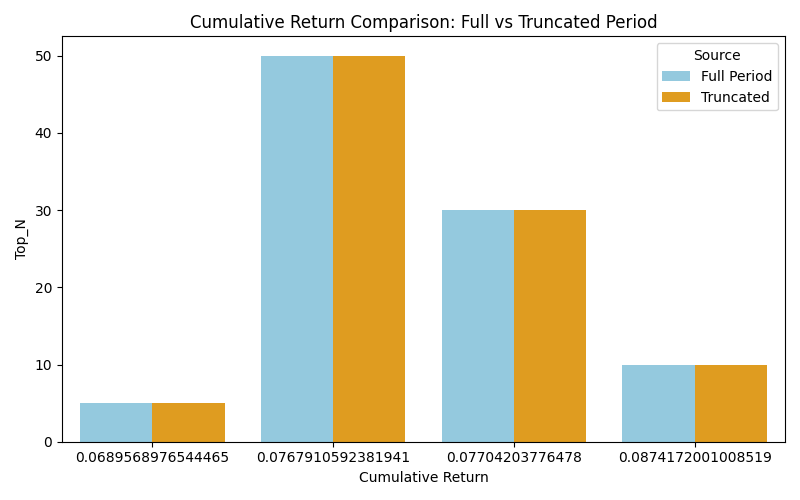 Cumulative Return Comparison: Full vs Truncated Period
Source
Full Period
Truncated
50
40
30
20
10
0
Top_N
0.0689568976544465 0.0767910592381941 0.07704203776478 0.0874172001008519
Cumulative Return